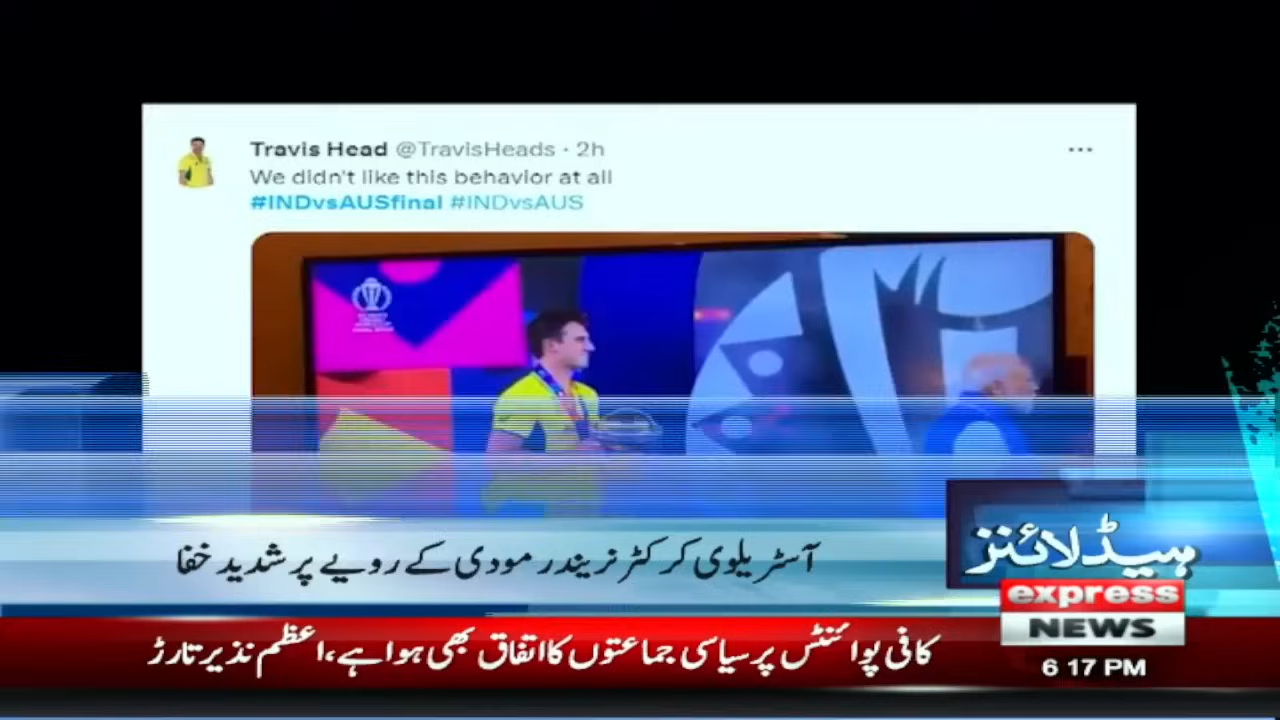 Travis Head @TravisHeads · 2h
We didn't like this behavior at all
#INDvsAUSfinal #INDvsAUS
آسٹریلوی کرکٹر نریندر مودی کے رویے پر شدید خفا
ہیڈلائنز
express
NEWS
کافی پوائنٹس پر سیاسی جماعتوں کا اتفاق بھی ہوا ہے، اعظم نذیر تارڑ
6 17 PM